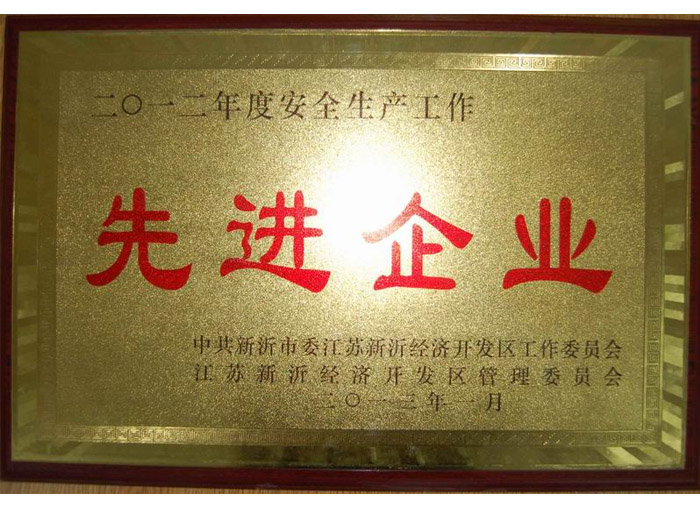 二〇一二年度安全生产工作
先进企业
中共新沂市委江苏新沂经济开发区工作委员会
江苏新沂经济开发区管理委员会
二〇一三年一月